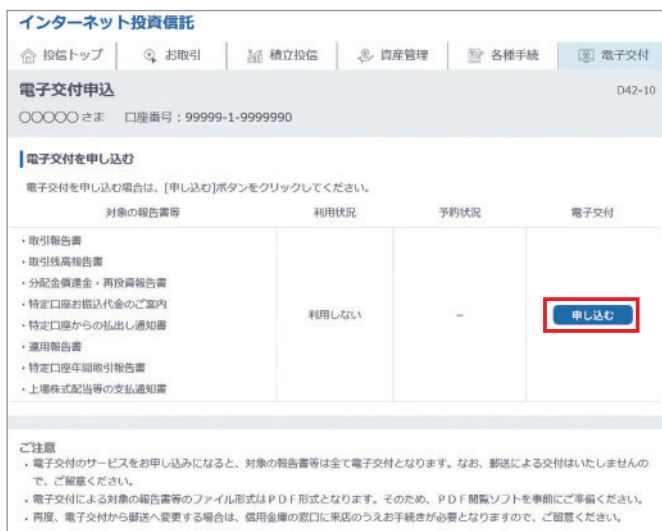 インターネット投資信託
投信トップ お取引 積立投信 資産管理 各種手続 電子交付
電子交付申込 D42-10
○○○○○さま 口座番号：99999-1-9999990
電子交付を申し込む
電子交付を申し込む場合は、[申し込む]ボタンをクリックしてください。
対象の報告書等 利用状況 予約状況 電子交付
・取引報告書
・取引残高報告書
・分配金償還金・再投資報告書
・特定口座お振込代金のご案内
・特定口座からの払出し通知書
・運用報告書
・特定口座年間取引報告書
・上場株式配当等の支払通知書
利用しない － 申し込む
ご注意
・電子交付のサービスをお申し込みになると、対象の報告書等は全て電子交付となります。なお、郵送による交付はいたしませんの
で、ご留意ください。
・電子交付による対象の報告書等のファイル形式はＰＤＦ形式となります。そのため、ＰＤＦ閲覧ソフトを事前にご準備ください。
・再度、電子交付から郵送へ変更する場合は、信用金庫の窓口に来店のうえお手続きが必要となりますので、ご留意ください。